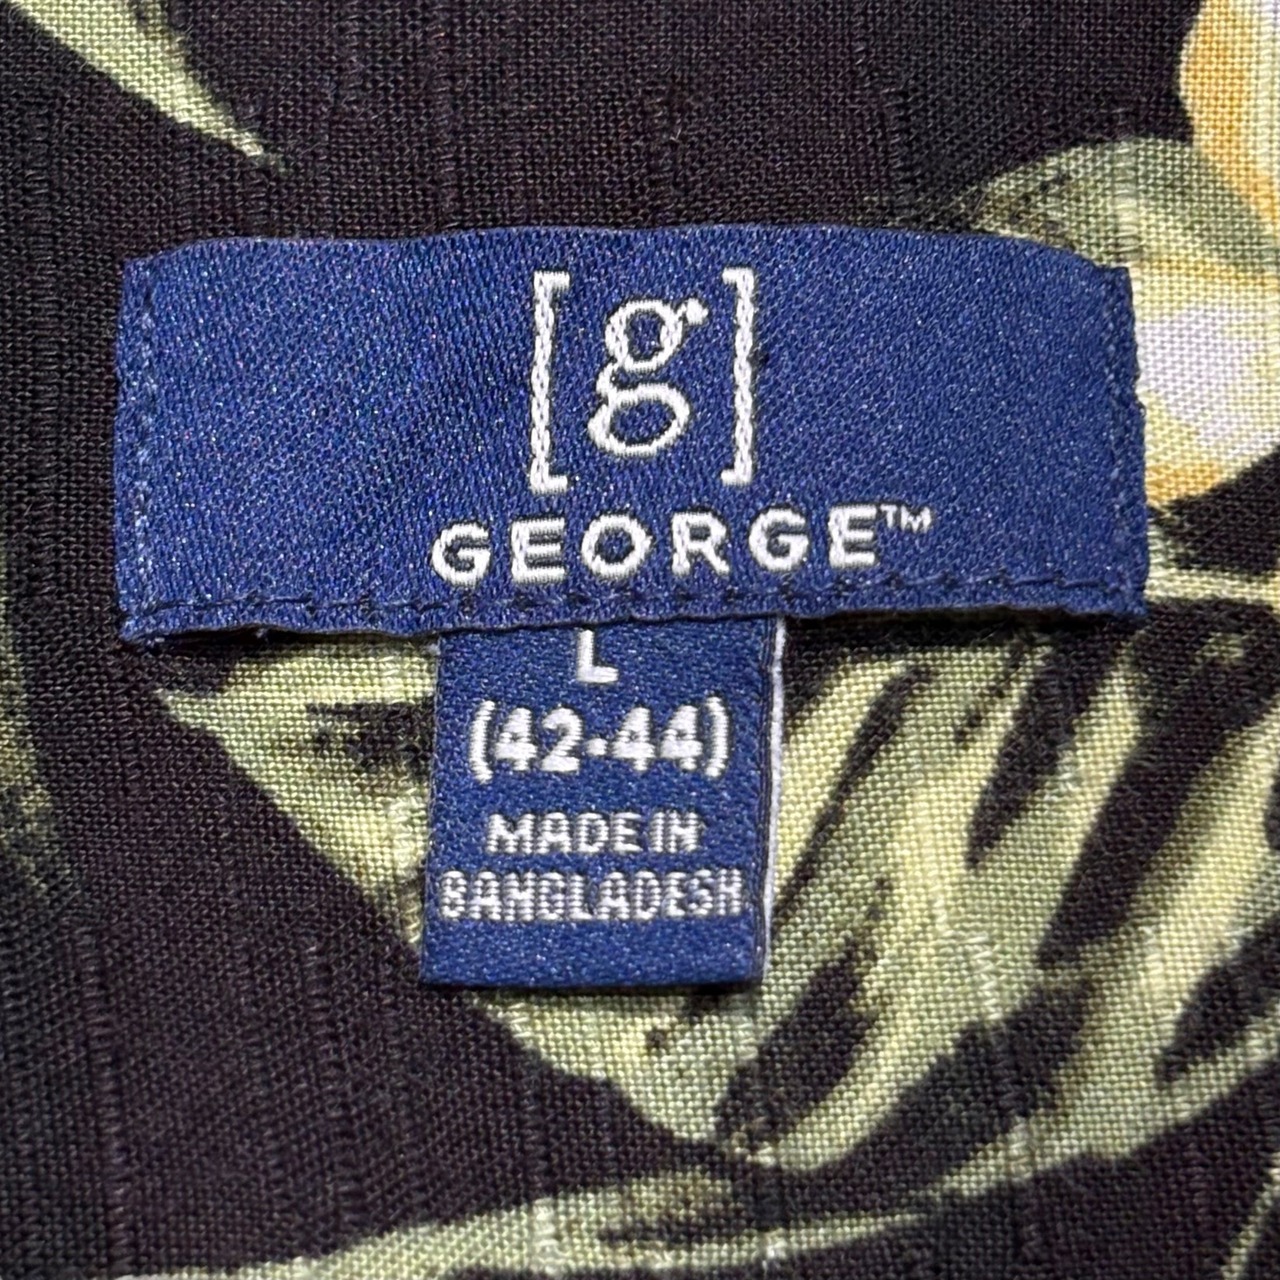 [g]
GEORGE™
L
(42-44)
MADE IN
BANGLADESH